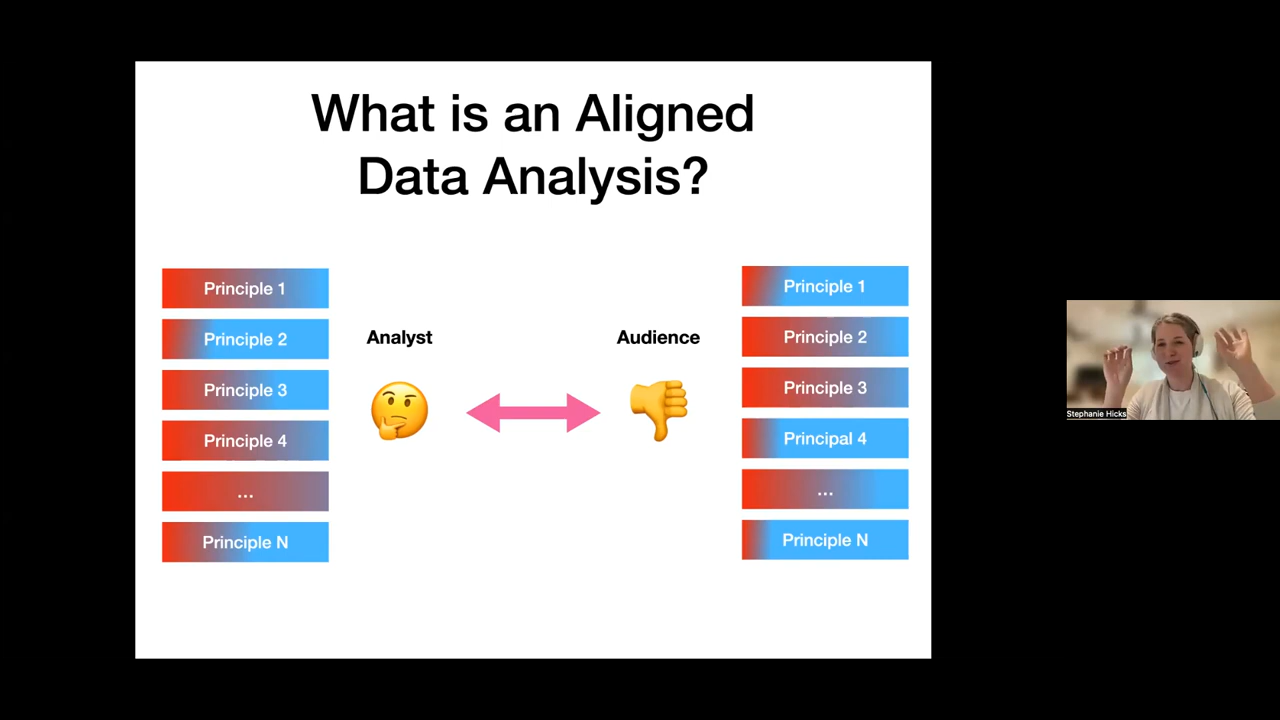 What is an Aligned
Data Analysis?
Principle 1
Principle 2
Principle 3
Principle 4
...
Principle N
Analyst
Audience
Principle 1
Principle 2
Principle 3
Principal 4
...
Principle N
Stephanie Hicks